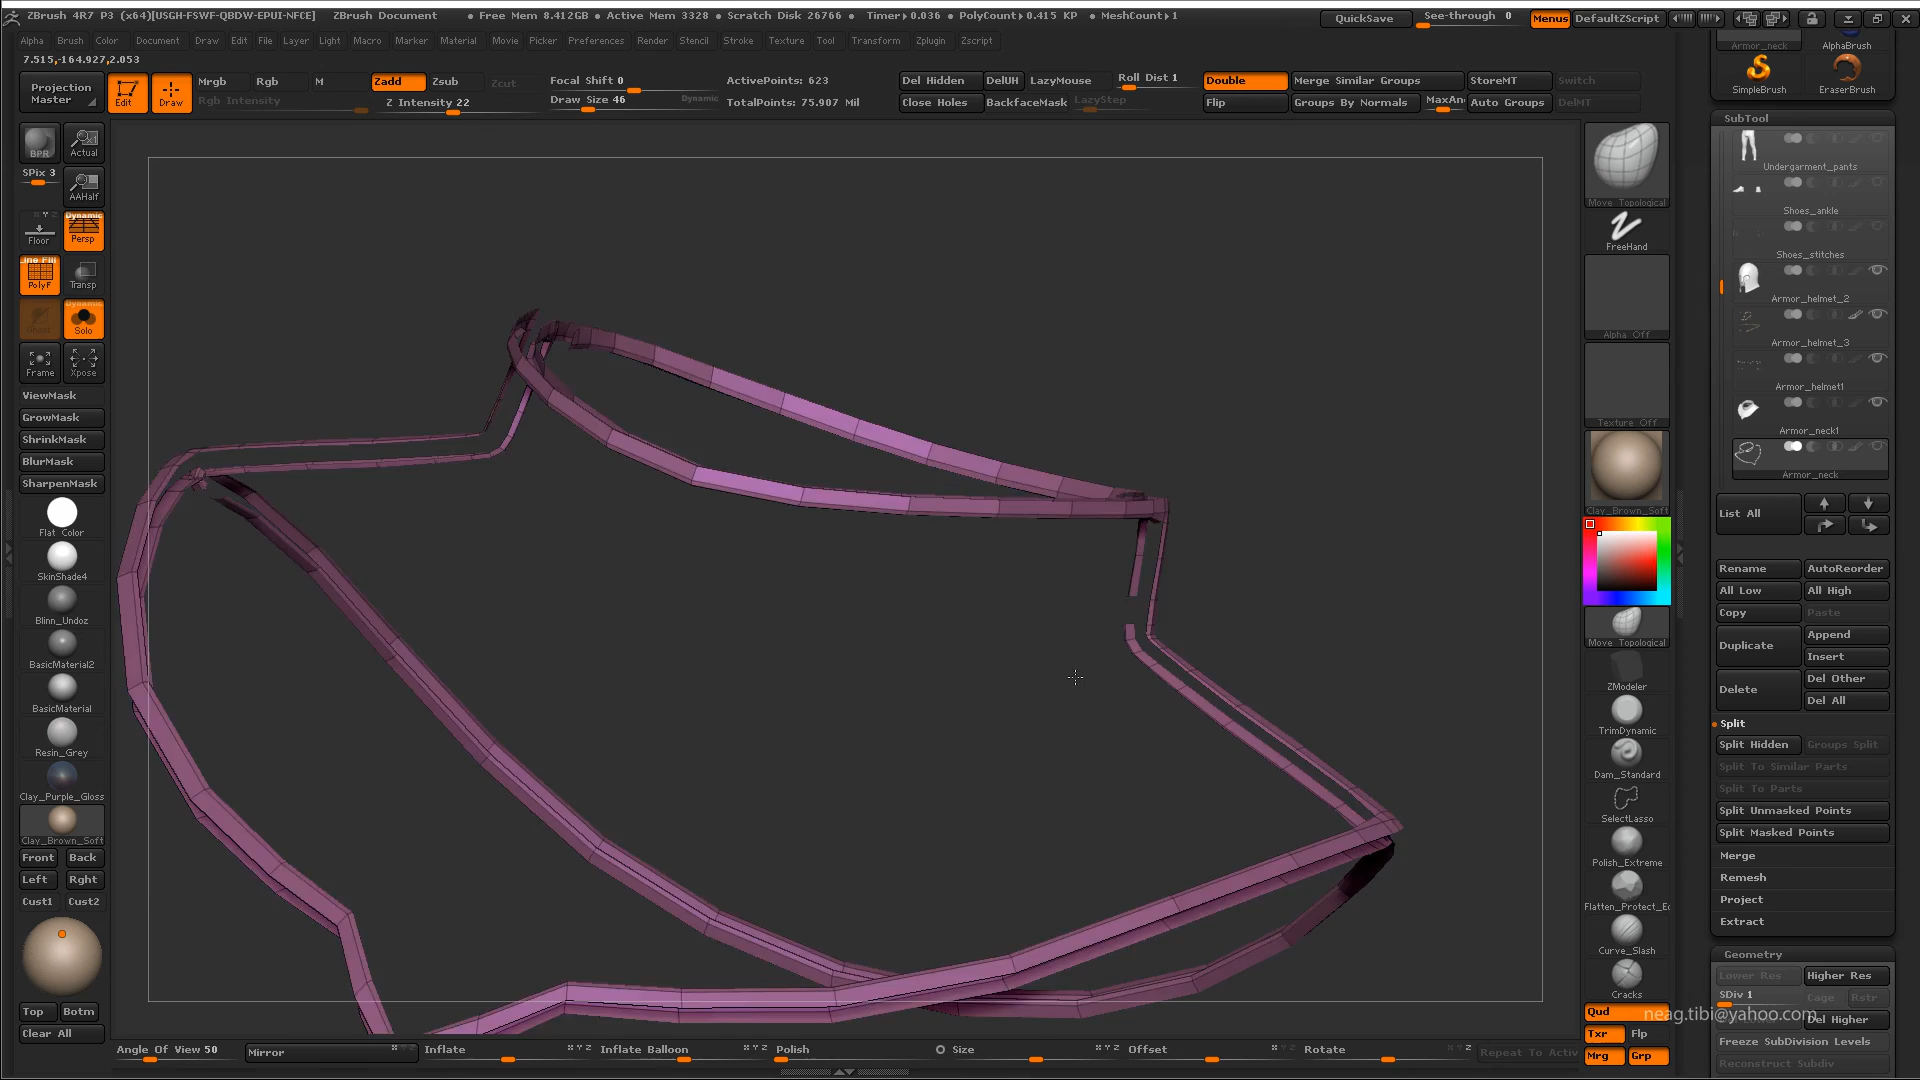 ZBrush 4R7 P3 (x64)[USGH-FSWF-QBDW-EPUI-NFCE] ZBrush Document • Free Mem 8.412GB • Active Mem 3328 • Scratch Disk 26766 • Timer▸0.036 • PolyCount▸0.415 KP • MeshCount▸1 QuickSave See-through 0 Menus DefaultZScript
Alpha Brush Color Document Draw Edit File Layer Light Macro Marker Material Movie Picker Preferences Render Stencil Stroke Texture Tool Transform Zplugin Zscript
7.515,-164.927,2.053
Projection Master
Edit
Draw
Mrgb Rgb M Zadd Zsub Zcut
Rgb Intensity Z Intensity 22
Focal Shift 0
Draw Size 46 Dynamic
ActivePoints: 623
TotalPoints: 75.907 Mil
Del Hidden DelUH LazyMouse Roll Dist 1
Close Holes BackfaceMask LazyStep
Double Merge Similar Groups StoreMT Switch
Flip Groups By Normals MaxAn Auto Groups DelMT
BPR
Actual
SPix 3
AAHalf
Floor
Dynamic
Persp
Line Fill
PolyF
Transp
Ghost
Dynamic
Solo
Frame
Xpose
ViewMask
GrowMask
ShrinkMask
BlurMask
SharpenMask
Flat Color
SkinShade4
Blinn_Undoz
BasicMaterial2
BasicMaterial
Resin_Grey
Clay_Purple_Gloss
Clay_Brown_Soft
Front Back
Left Rght
Cust1 Cust2
Top Botm
Clear All
Angle Of View 50 Mirror Inflate Inflate Balloon Polish Size Offset Rotate Repeat To Activ
Move Topological
FreeHand
Alpha Off
Texture Off
Clay_Brown_Soft
Move Topological
ZModeler
TrimDynamic
Dam_Standard
SelectLasso
Polish_Extreme
Flatten_Protect_Ed
Curve_Slash
Cracks
Qud
Txr Flp
Mrg Grp
Armor_neck
AlphaBrush
SimpleBrush
EraserBrush
SubTool
Undergarment_pants
Shoes_ankle
Shoes_stitches
Armor_helmet_2
Armor_helmet_3
Armor_helmet1
Armor_neck1
Armor_neck
List All
Rename AutoReorder
All Low All High
Copy Paste
Duplicate
Append
Insert
Delete
Del Other
Del All
Split
Split Hidden Groups Split
Split To Similar Parts
Split To Parts
Split Unmasked Points
Split Masked Points
Merge
Remesh
Project
Extract
Geometry
Lower Res Higher Res
SDiv 1 Cage Rstr
neag.tibi@yahoo.com
Del Higher
Freeze SubDivision Levels
Reconstruct Subdiv